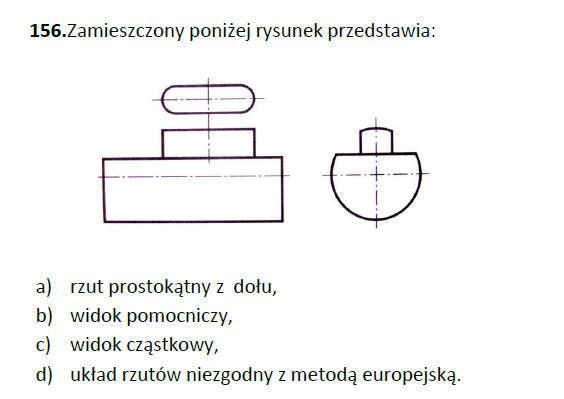 156.Zamieszczony poniżej rysunek przedstawia:
a) rzut prostokątny z dołu,
b) widok pomocniczy,
c) widok cząstkowy,
d) układ rzutów niezgodny z metodą europejską.